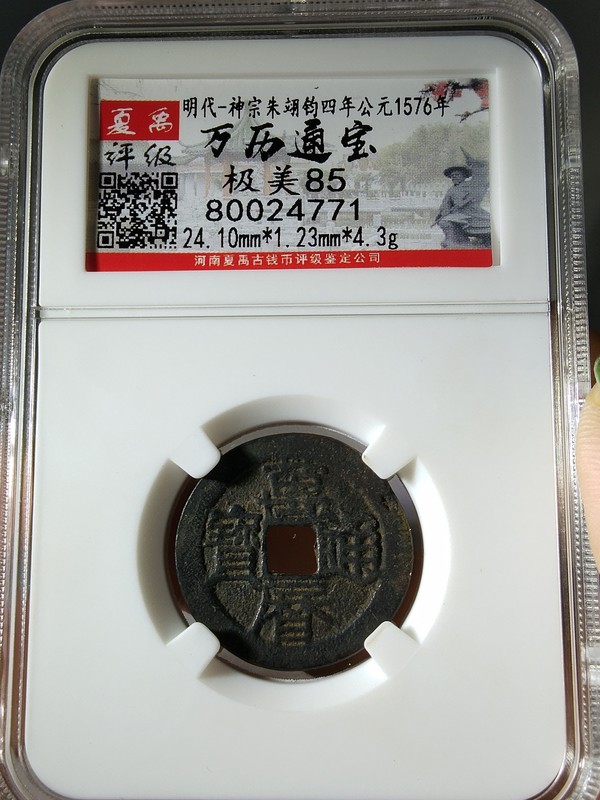 夏禹
评级
明代-神宗朱翊钧四年公元1576年
万历通宝
极美85
80024771
24.10mm*1.23mm*4.3g
河南夏禹古钱币评级鉴定公司
萬
曆
通
寶